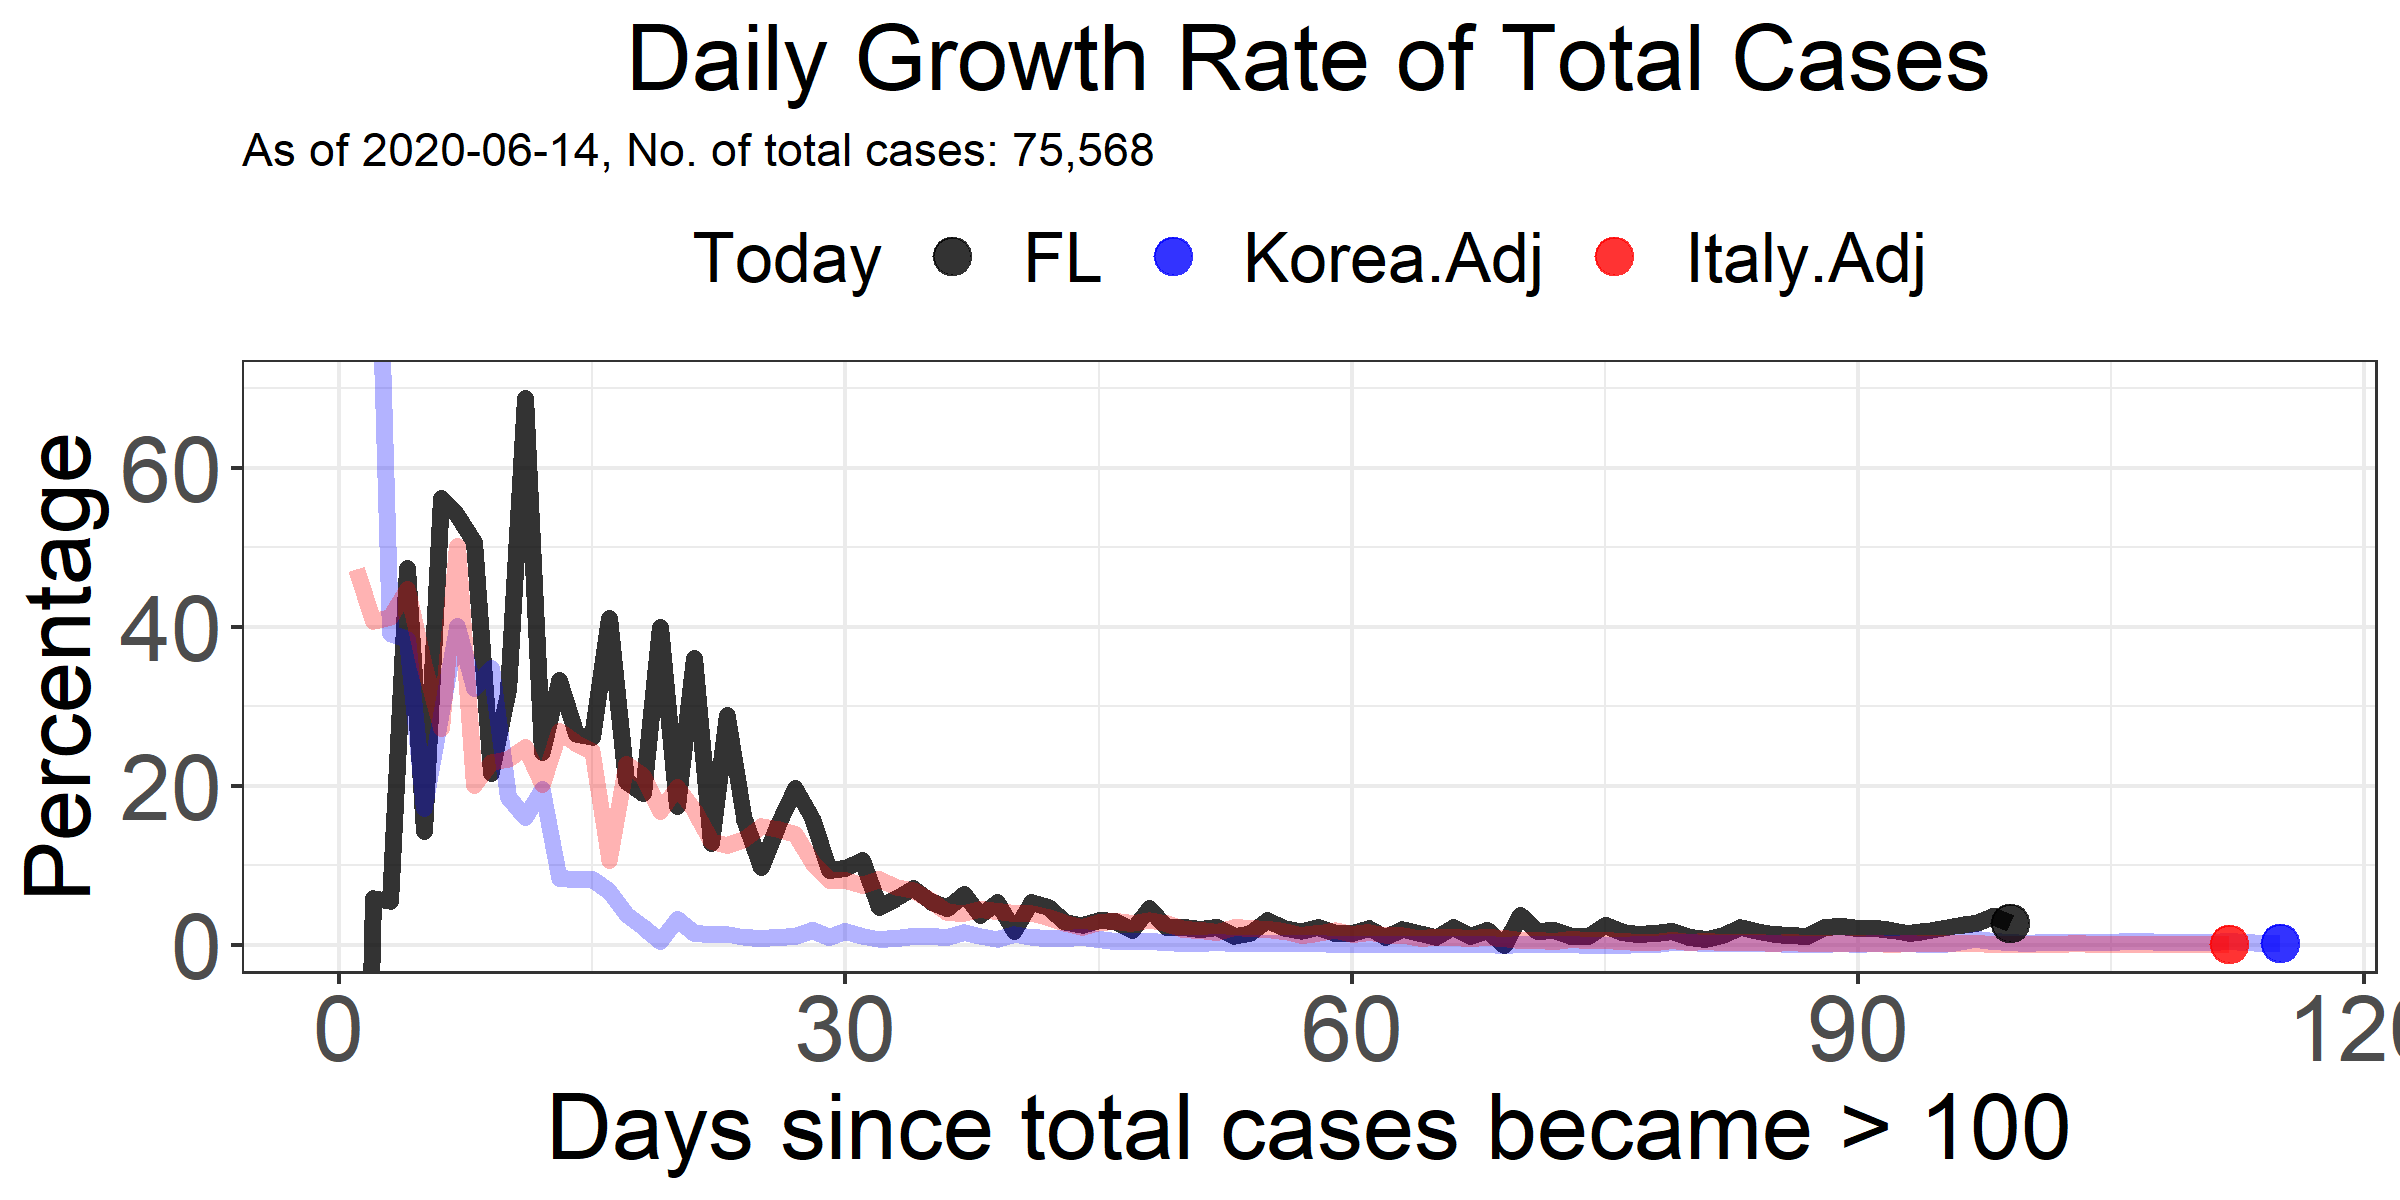 Daily Growth Rate of Total Cases
As of 2020-06-14, No. of total cases: 75,568
Today FL Korea.Adj Italy.Adj
Percentage
60
40
20
0
0 30 60 90 120
Days since total cases became > 100